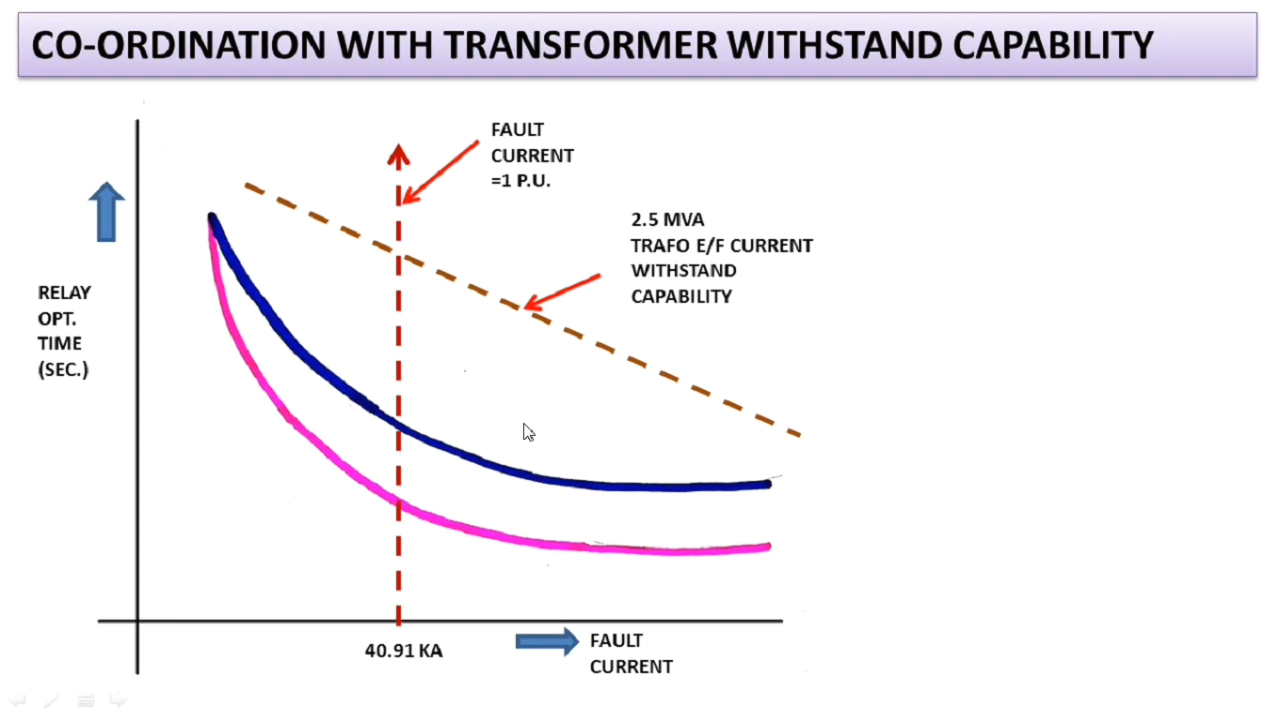 CO-ORDINATION WITH TRANSFORMER WITHSTAND CAPABILITY
FAULT
CURRENT
=1 P.U.
2.5 MVA
TRAFO E/F CURRENT
WITHSTAND
CAPABILITY
RELAY
OPT.
TIME
(SEC.)
40.91 KA
FAULT
CURRENT